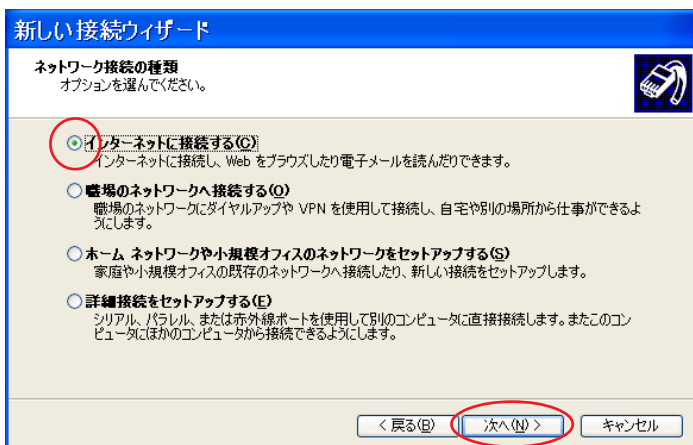 新しい接続ウィザード
ネットワーク接続の種類
オプションを選んでください。
インターネットに接続する(C)
インターネットに接続し、Web をブラウズしたり電子メールを読んだりできます。
職場のネットワークへ接続する(O)
職場のネットワークにダイヤルアップや VPN を使用して接続し、自宅や別の場所から仕事ができるよ
うにします。
ホーム ネットワークや小規模オフィスのネットワークをセットアップする(S)
家庭や小規模オフィスの既存のネットワークへ接続したり、新しい接続をセットアップします。
詳細接続をセットアップする(E)
シリアル、パラレル、または赤外線ポートを使用して別のコンピュータに直接接続します。またこのコン
ピュータにほかのコンピュータから接続できるようにします。
< 戻る(B) 次へ(N) > キャンセル